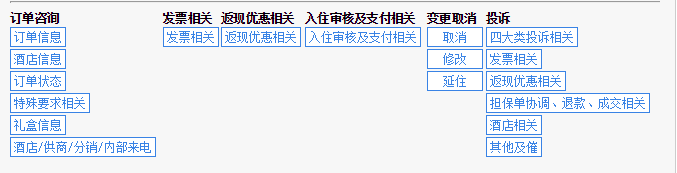 订单咨询 发票相关 返现优惠相关 入住审核及支付相关 变更取消 投诉
订单信息 发票相关 返现优惠相关 入住审核及支付相关 取消 四大类投诉相关
酒店信息 修改 发票相关
订单状态 延住 返现优惠相关
特殊要求相关 担保单协调、退款、成交相关
礼盒信息 酒店相关
酒店/供商/分销/内部来电 其他及催